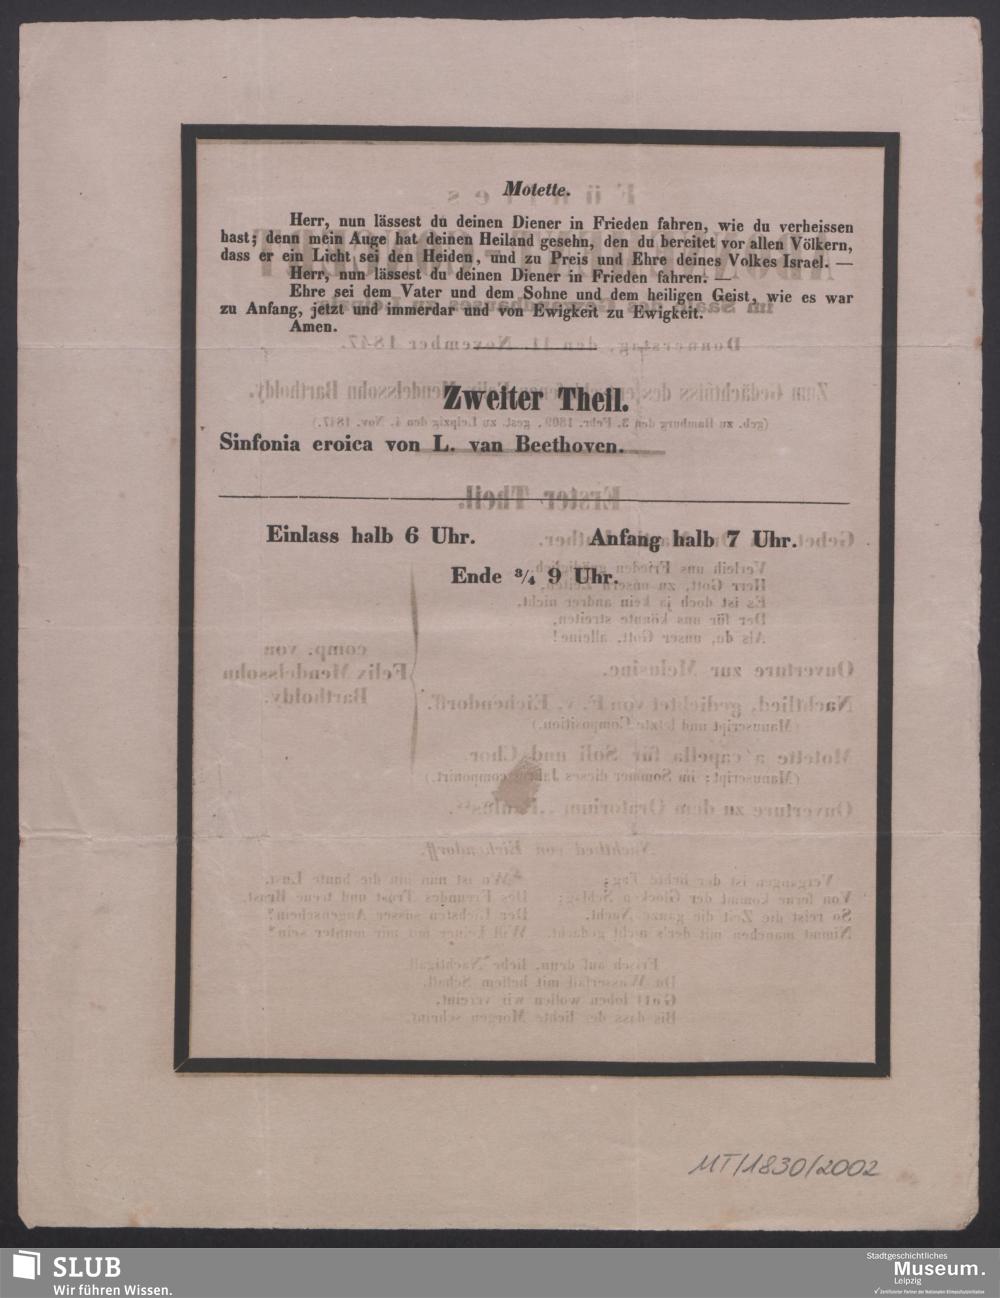 Motette.
Herr, nun lässest du deinen Diener in Frieden fahren, wie du verheissen
hast; denn mein Auge hat deinen Heiland gesehn, den du bereitet vor allen Völkern,
dass er ein Licht sei den Heiden, und zu Preis und Ehre deines Volkes Israel. —
Herr, nun lässest du deinen Diener in Frieden fahren. —
Ehre sei dem Vater und dem Sohne und dem heiligen Geist, wie es war
zu Anfang, jetzt und immerdar und von Ewigkeit zu Ewigkeit.
Amen.
Zweiter Theil.
Sinfonia eroica von L. van Beethoven.
Einlass halb 6 Uhr. Anfang halb 7 Uhr.
Ende ¾ 9 Uhr.
MT/1830/2002
SLUB
Wir führen Wissen.
Stadtgeschichtliches
Museum.
Leipzig
Zertifizierter Partner der Nationalen Klimaschutzinitiative